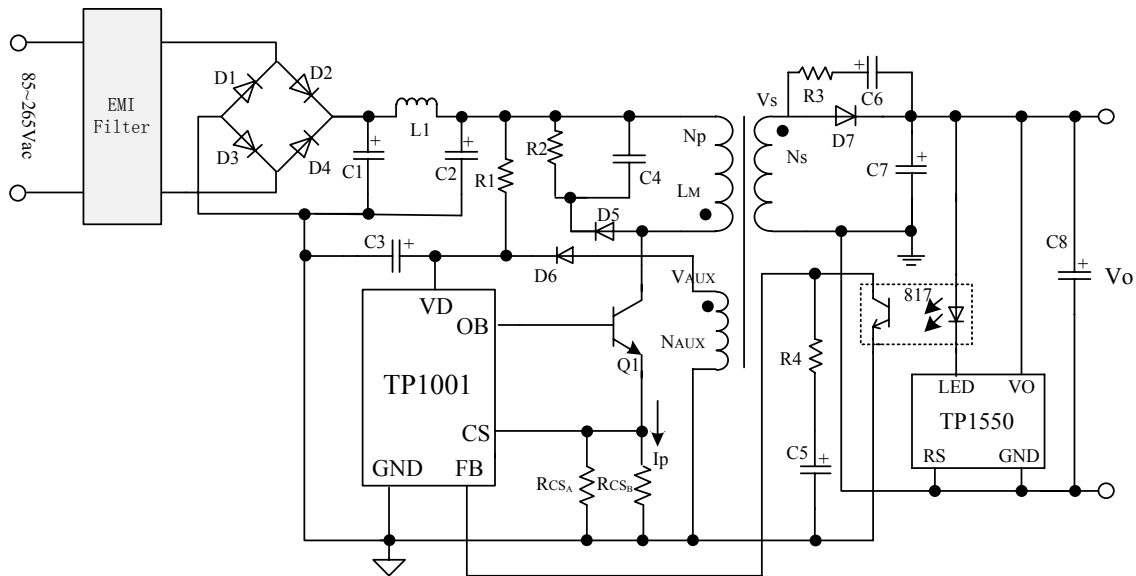 85~265Vac
EMI
Filter
D1
D2
D3
D4
C1
L1
C2
R1
R2
C4
D5
Np
LM
Vs
Ns
R3
C6
D7
C7
C8
Vo
C3
D6
VAUX
NAUX
VD
OB
TP1001
CS
GND
FB
Q1
Ip
RCSA
RCSB
R4
C5
817
LED
VO
TP1550
RS
GND
+
+
+
+
+
+
+
+